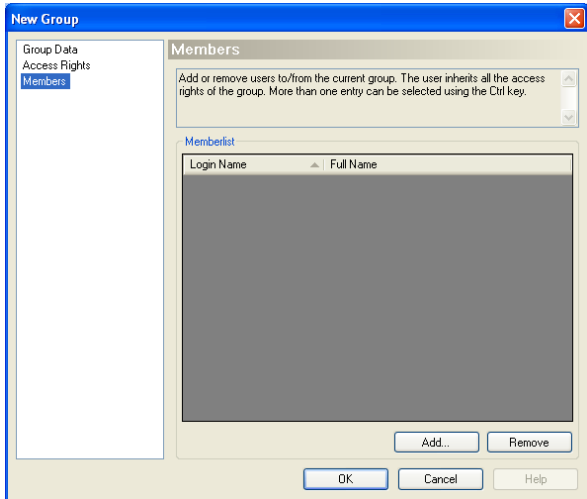 New Group
Group Data
Access Rights
Members
Members
Add or remove users to/from the current group. The user inherits all the access
rights of the group. More than one entry can be selected using the Ctrl key.
Memberlist
Login Name Full Name
Add... Remove
OK Cancel Help